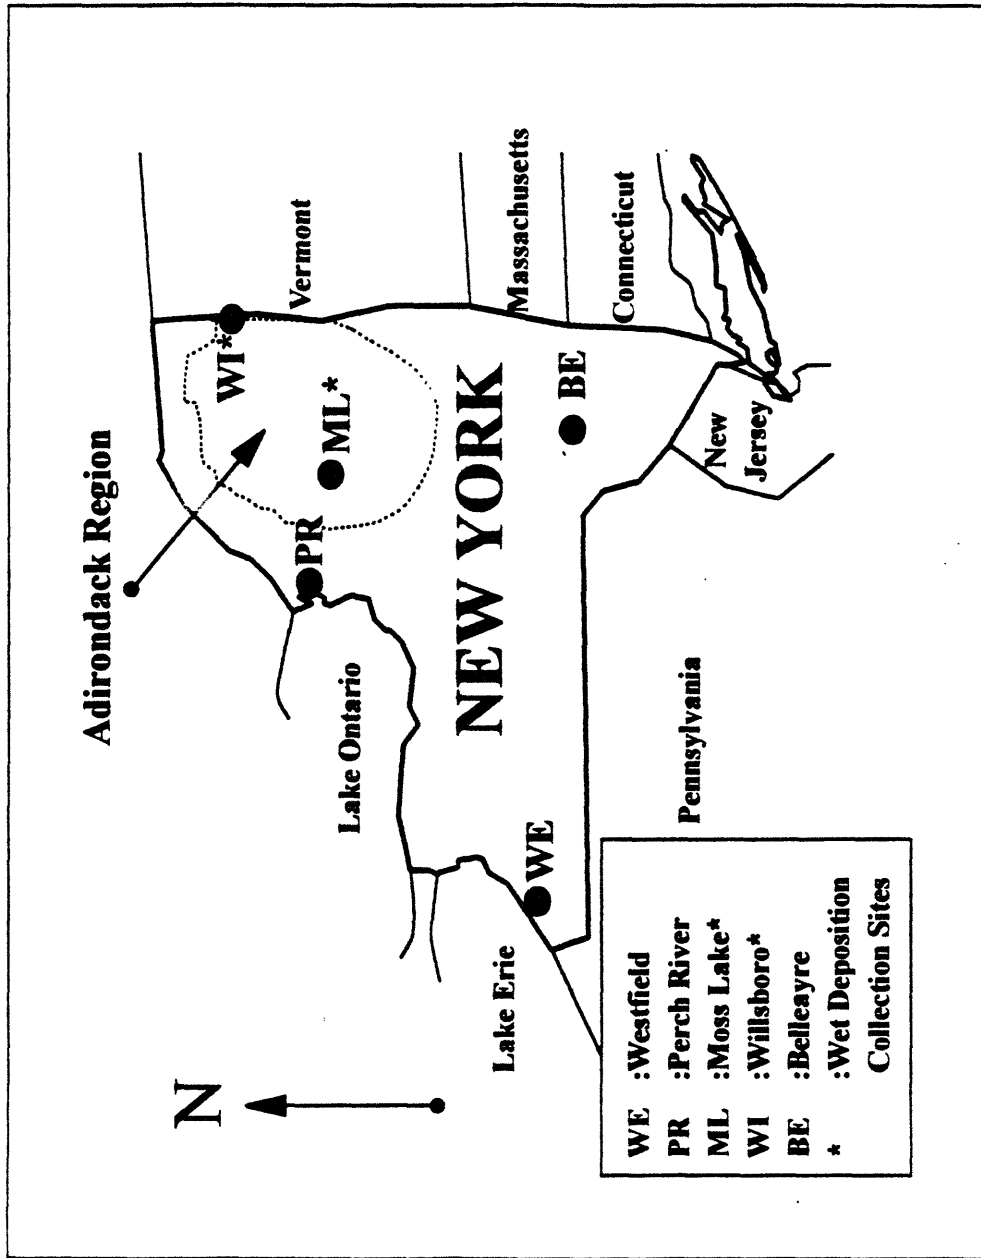 N
Adirondack Region
WI*
Vermont
ML*
PR
Lake Ontario
NEW YORK
Massachusetts
Lake Erie
WE
BE
Connecticut
Pennsylvania
New
Jersey
WE :Westfield
PR :Perch River
ML :Moss Lake*
WI :Willsboro*
BE :Belleayre
* :Wet Deposition
Collection Sites